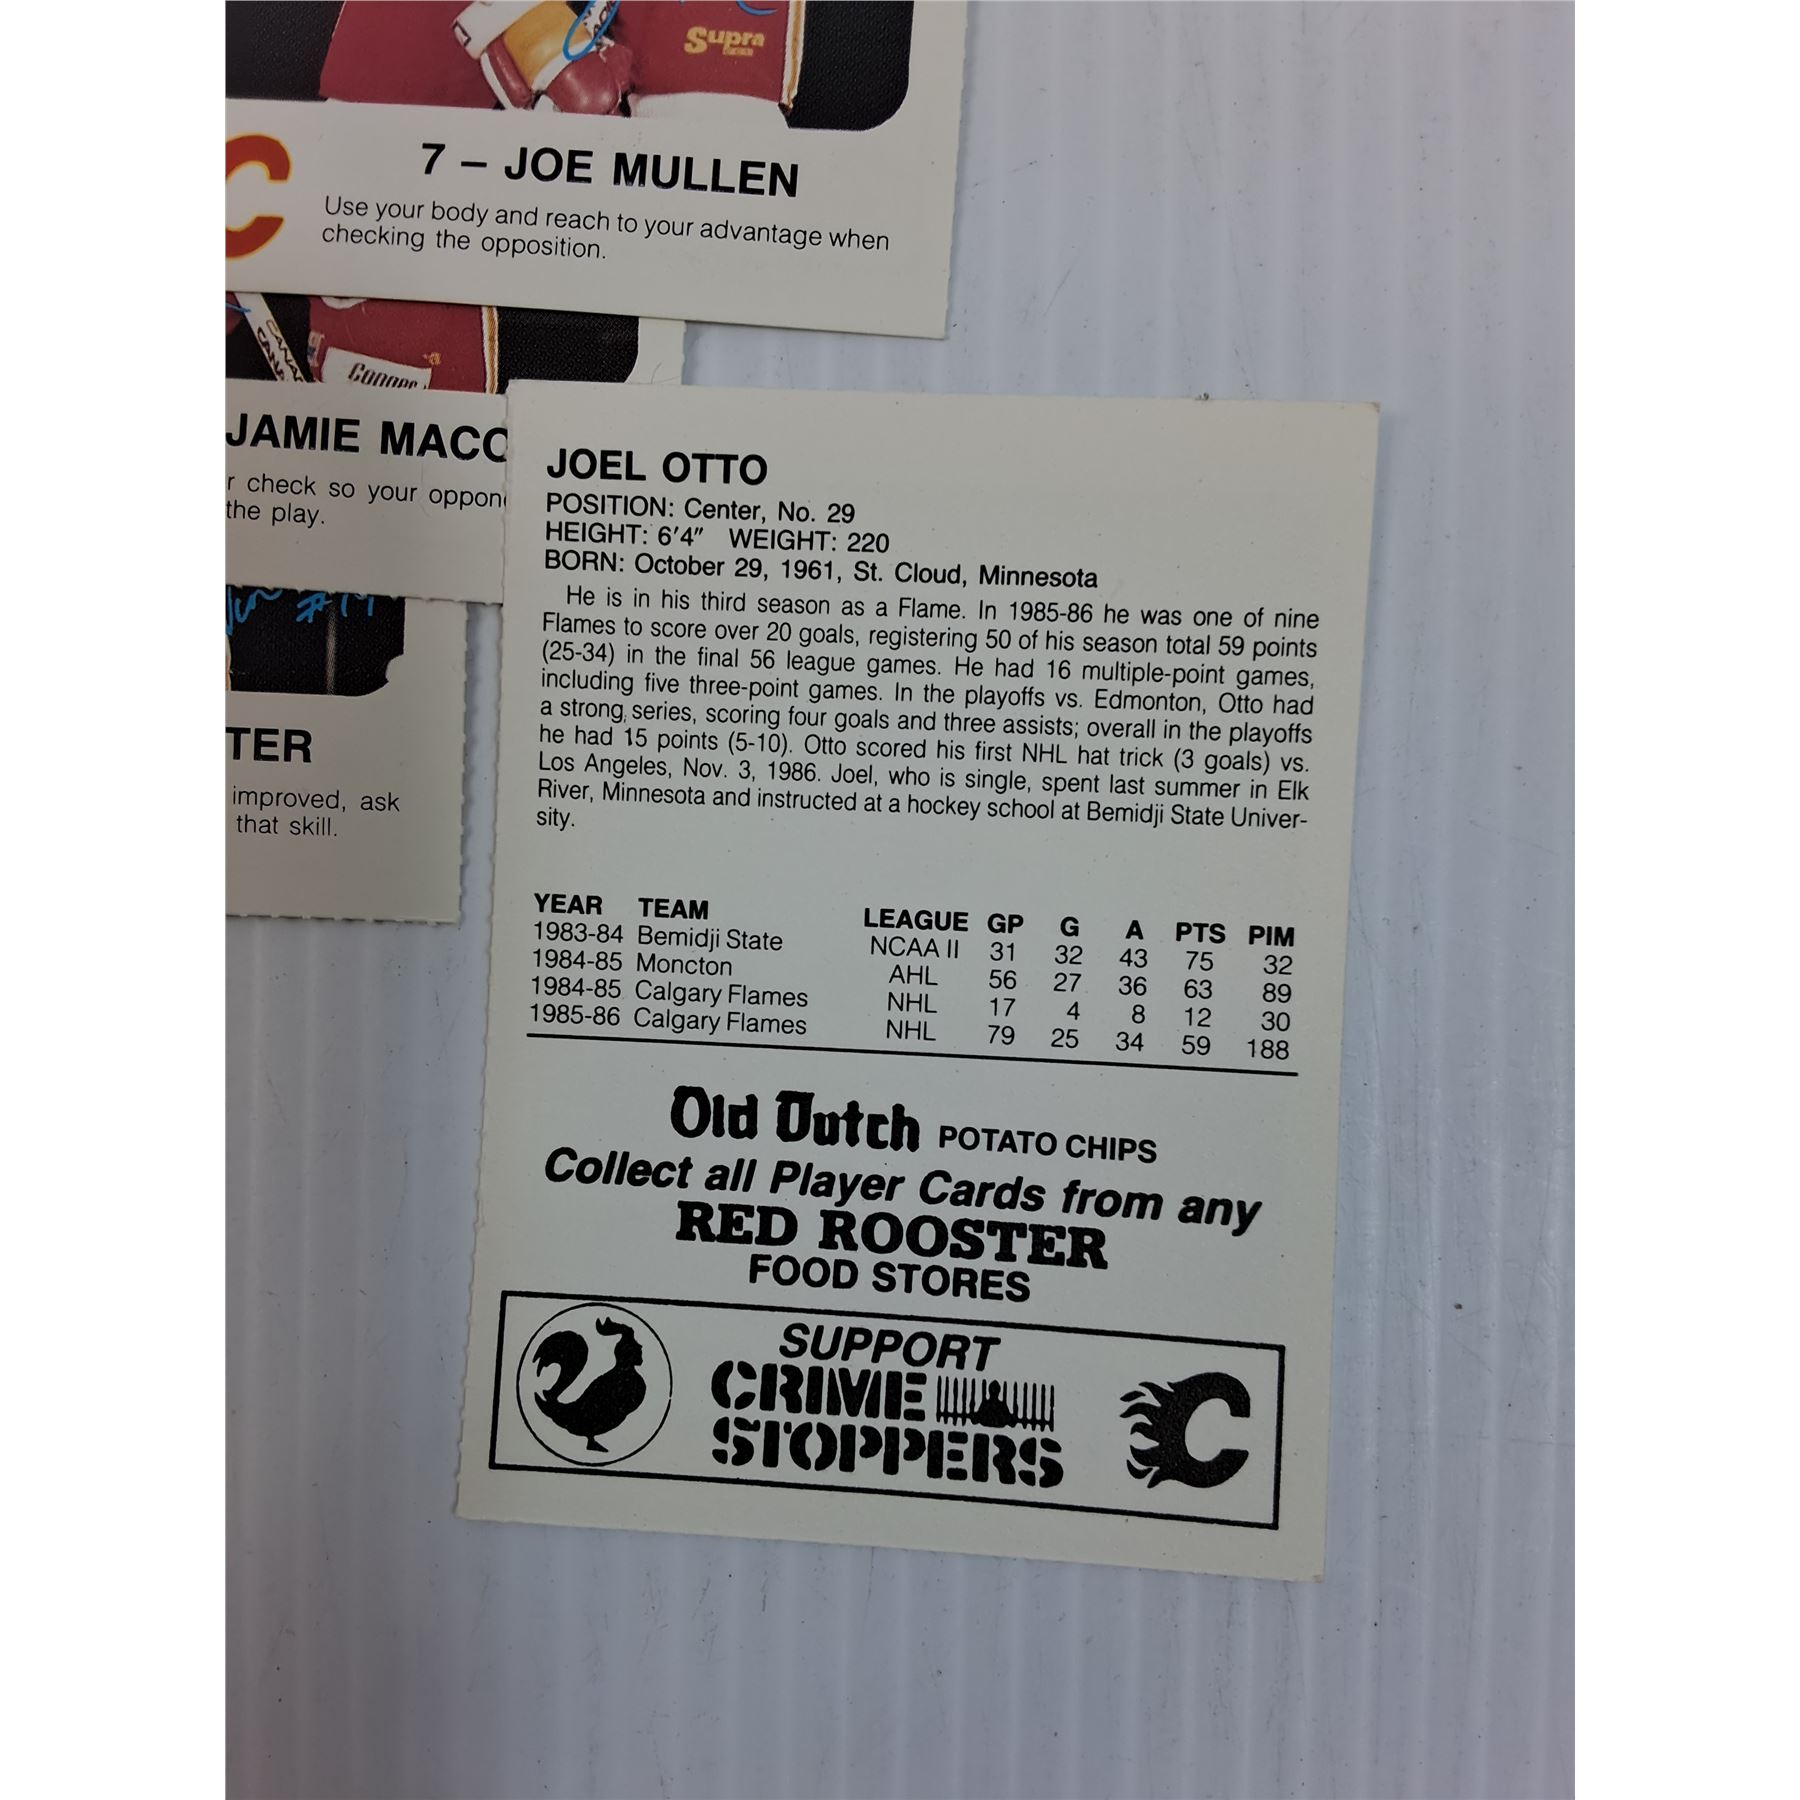 Supra
7 – JOE MULLEN
Use your body and reach to your advantage when
checking the opposition.
JAMIE MACO
r check so your oppon
the play.
#19
TER
improved, ask
that skill.
JOEL OTTO
POSITION: Center, No. 29
HEIGHT: 6'4" WEIGHT: 220
BORN: October 29, 1961, St. Cloud, Minnesota
He is in his third season as a Flame. In 1985-86 he was one of nine
Flames to score over 20 goals, registering 50 of his season total 59 points
(25-34) in the final 56 league games. He had 16 multiple-point games,
including five three-point games. In the playoffs vs. Edmonton, Otto had
a strong series, scoring four goals and three assists; overall in the playoffs
he had 15 points (5-10). Otto scored his first NHL hat trick (3 goals) vs.
Los Angeles, Nov. 3, 1986. Joel, who is single, spent last summer in Elk
River, Minnesota and instructed at a hockey school at Bemidji State Univer-
sity.
YEAR TEAM LEAGUE GP G A PTS PIM
1983-84 Bemidji State NCAA II 31 32 43 75 32
1984-85 Moncton AHL 56 27 36 63 89
1984-85 Calgary Flames NHL 17 4 8 12 30
1985-86 Calgary Flames NHL 79 25 34 59 188
Old Dutch POTATO CHIPS
Collect all Player Cards from any
RED ROOSTER
FOOD STORES
SUPPORT
CRIME
STOPPERS